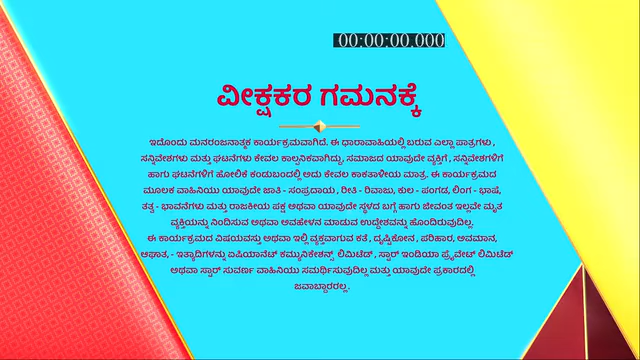 00:00:00.000
ವೀಕ್ಷಕರ ಗಮನಕ್ಕೆ
ಇದೊಂದು ಮನರಂಜನಾತ್ಮಕ ಕಾರ್ಯಕ್ರಮವಾಗಿದೆ. ಈ ಧಾರಾವಾಹಿಯಲ್ಲಿ ಬರುವ ಎಲ್ಲಾ ಪಾತ್ರಗಳು ,
ಸನ್ನಿವೇಶಗಳು ಮತ್ತು ಘಟನೆಗಳು ಕೇವಲ ಕಾಲ್ಪನಿಕವಾಗಿದ್ದು, ಸಮಾಜದ ಯಾವುದೇ ವ್ಯಕ್ತಿಗೆ , ಸನ್ನಿವೇಶಗಳಿಗೆ
ಹಾಗು ಘಟನೆಗಳಿಗೆ ಹೋಲಿಕೆ ಕಂಡುಬಂದಲ್ಲಿ ಅದು ಕೇವಲ ಕಾಕತಾಳೀಯ ಮಾತ್ರ. ಈ ಕಾರ್ಯಕ್ರಮದ
ಮೂಲಕ ವಾಹಿನಿಯು ಯಾವುದೇ ಜಾತಿ - ಸಂಪ್ರದಾಯ , ರೀತಿ - ರಿವಾಜು, ಕುಲ - ಪಂಗಡ, ಲಿಂಗ - ಭಾಷೆ,
ತತ್ವ - ಭಾವನೆಗಳು ಮತ್ತು ರಾಜಕೀಯ ಪಕ್ಷ ಅಥವಾ ಯಾವುದೇ ಸ್ಥಳದ ಬಗ್ಗೆ ಹಾಗು ಜೀವಂತ ಇಲ್ಲವೇ ಮೃತ
ವ್ಯಕ್ತಿಯನ್ನು ನಿಂದಿಸುವ ಅಥವಾ ಅವಹೇಳನ ಮಾಡುವ ಉದ್ದೇಶವನ್ನು ಹೊಂದಿರುವುದಿಲ್ಲ.
ಈ ಕಾರ್ಯಕ್ರಮದ ವಿಷಯವಸ್ತು ಅಥವಾ ಇಲ್ಲಿ ವ್ಯಕ್ತವಾಗುವ ಕತೆ , ದೃಷ್ಟಿಕೋನ , ಪರಿಹಾರ, ಅವಮಾನ,
ಆಘಾತ, - ಇತ್ಯಾದಿಗಳನ್ನು ಏಷಿಯಾನೆಟ್ ಕಮ್ಯುನಿಕೇಶನ್ಸ್ ಲಿಮಿಟೆಡ್ , ಸ್ಟಾರ್ ಇಂಡಿಯಾ ಪ್ರೈವೇಟ್ ಲಿಮಿಟೆಡ್
ಅಥವಾ ಸ್ಟಾರ್ ಸುವರ್ಣ ವಾಹಿನಿಯು ಸಮರ್ಥಿಸುವುದಿಲ್ಲ ಮತ್ತು ಯಾವುದೇ ಪ್ರಕಾರದಲ್ಲಿ
ಜವಾಬ್ದಾರರಲ್ಲ.